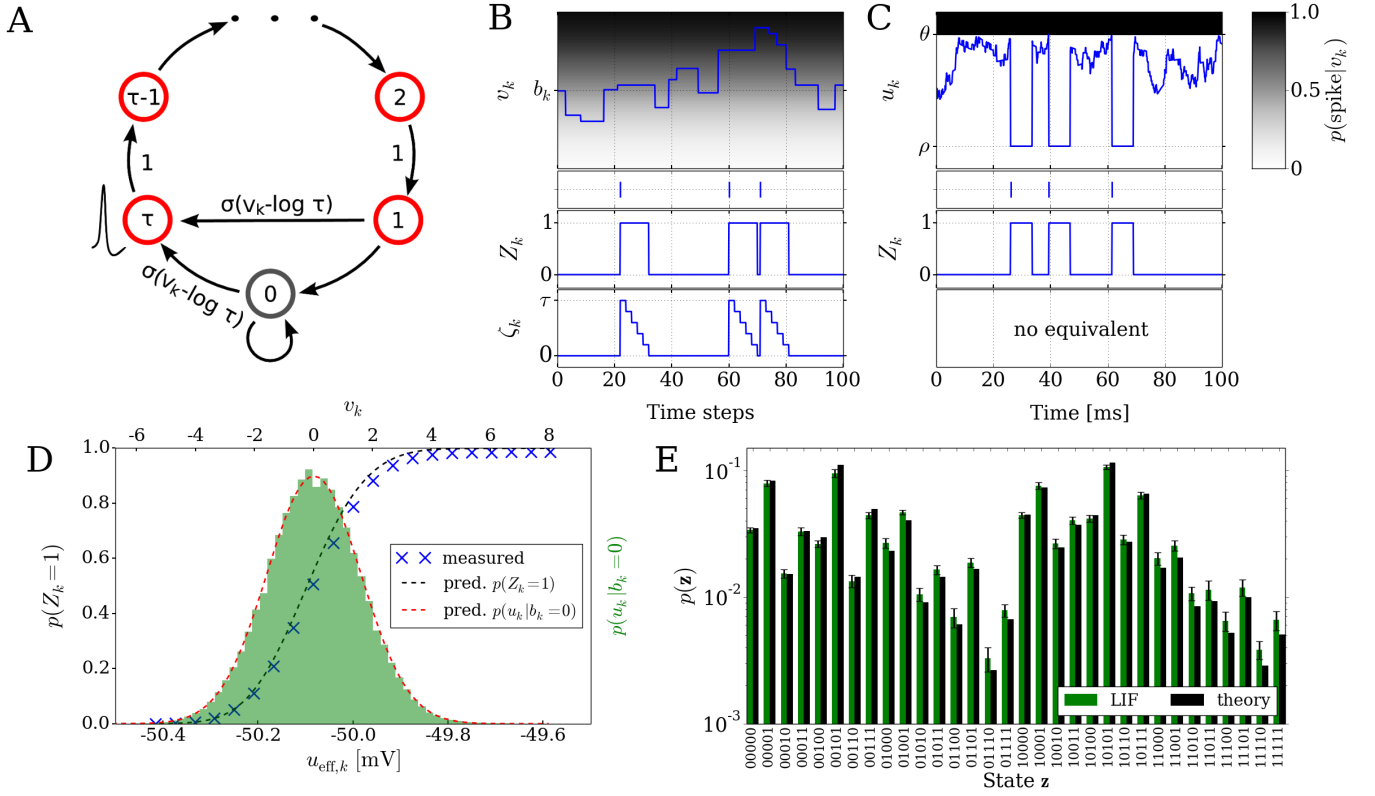 A
τ-1
2
1
1
τ
σ(vk-log τ)
1
σ(vk-log τ)
0
B
vk
bk
Zk
1
0
ζk
τ
0
0 20 40 60 80 100
Time steps
C
θ
uk
ρ
Zk
1
0
no equivalent
0 20 40 60 80 100
Time [ms]
1.0
0.5
0
p(spike|vk)
D
vk
-6 -4 -2 0 2 4 6 8
1.0
0.8
0.6
0.4
0.2
0.0
p(Zk=1)
measured
pred. p(Zk=1)
pred. p(uk|bk=0)
p(uk|bk=0)
-50.4 -50.2 -50.0 -49.8 -49.6
ueff,k [mV]
E
10-1
10-2
10-3
p(z)
LIF theory
00000 00001 00010 00011 00100 00101 00110 00111 01000 01001 01010 01011 01100 01101 01110 01111 10000 10001 10010 10011 10100 10101 10110 10111 11000 11001 11010 11011 11100 11101 11110 11111
State z